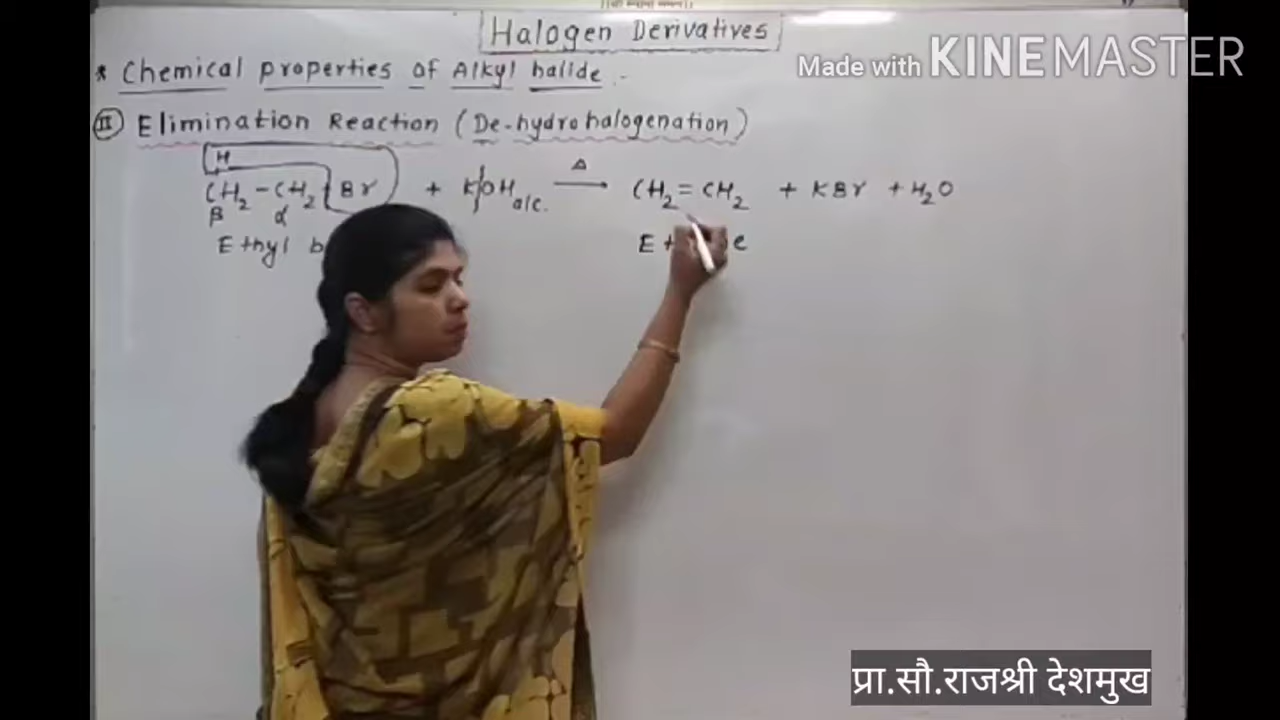 Halogen Derivatives
Made with KINEMASTER
* Chemical properties of Alkyl halide.
II Elimination Reaction (De-hydrohalogenation)
H
CH₂ - CH₂ Br + K/OH alc. Δ → CH₂ = CH₂ + KBr + H₂O
β α
Ethyl
प्रा.सौ.राजश्री देशमुख